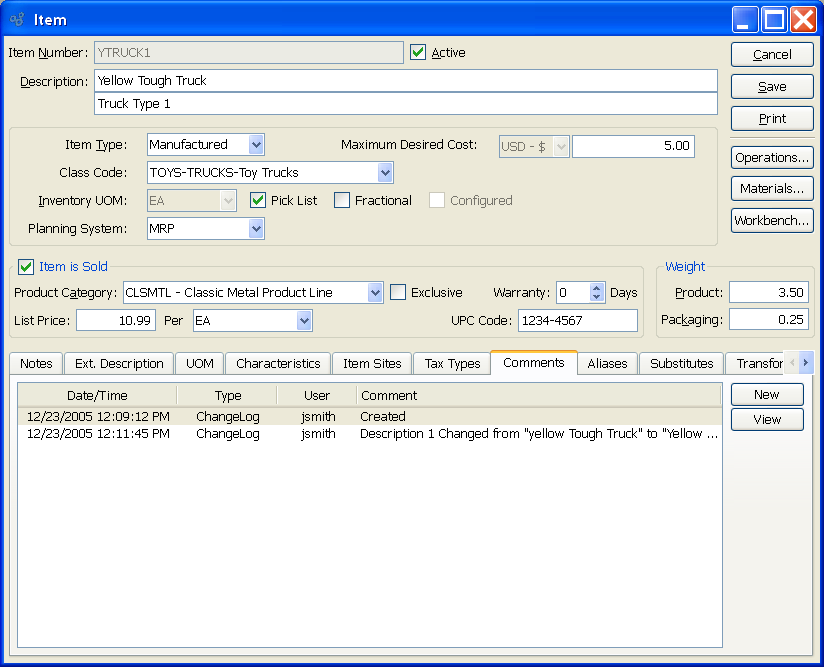 Item
Item Number: YTRUCK1 Active Cancel
Description: Yellow Tough Truck Save
Truck Type 1 Print
Item Type: Manufactured Maximum Desired Cost: USD - $ 5.00 Operations...
Class Code: TOYS-TRUCKS-Toy Trucks Materials...
Inventory UOM: EA Pick List Fractional Configured Workbench...
Planning System: MRP
Item is Sold Weight
Product Category: CLSMTL - Classic Metal Product Line Exclusive Warranty: 0 Days Product: 3.50
List Price: 10.99 Per EA UPC Code: 1234-4567 Packaging: 0.25
Notes Ext. Description UOM Characteristics Item Sites Tax Types Comments Aliases Substitutes Transfor
Date/Time Type User Comment New
12/23/2005 12:09:12 PM ChangeLog jsmith Created View
12/23/2005 12:11:45 PM ChangeLog jsmith Description 1 Changed from "yellow Tough Truck" to "Yellow ...